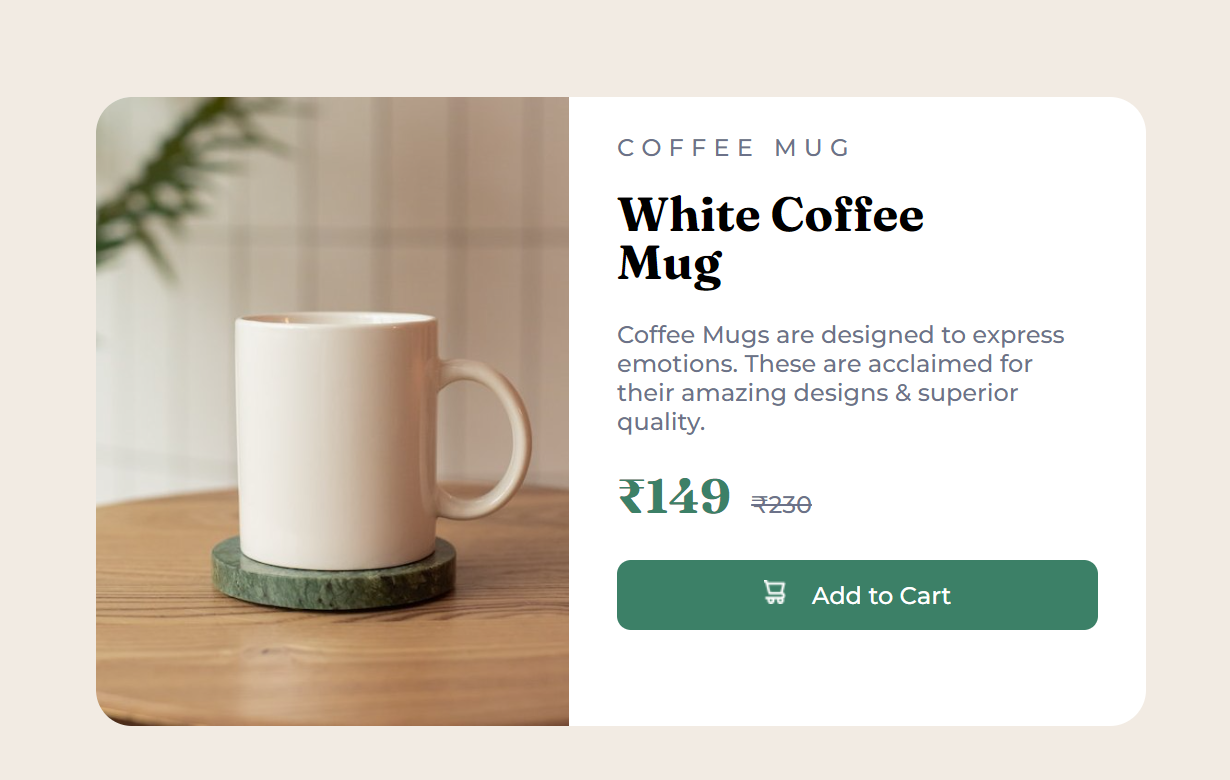 COFFEE MUG
White Coffee
Mug
Coffee Mugs are designed to express
emotions. These are acclaimed for
their amazing designs & superior
quality.
₹149 ₹230
Add to Cart